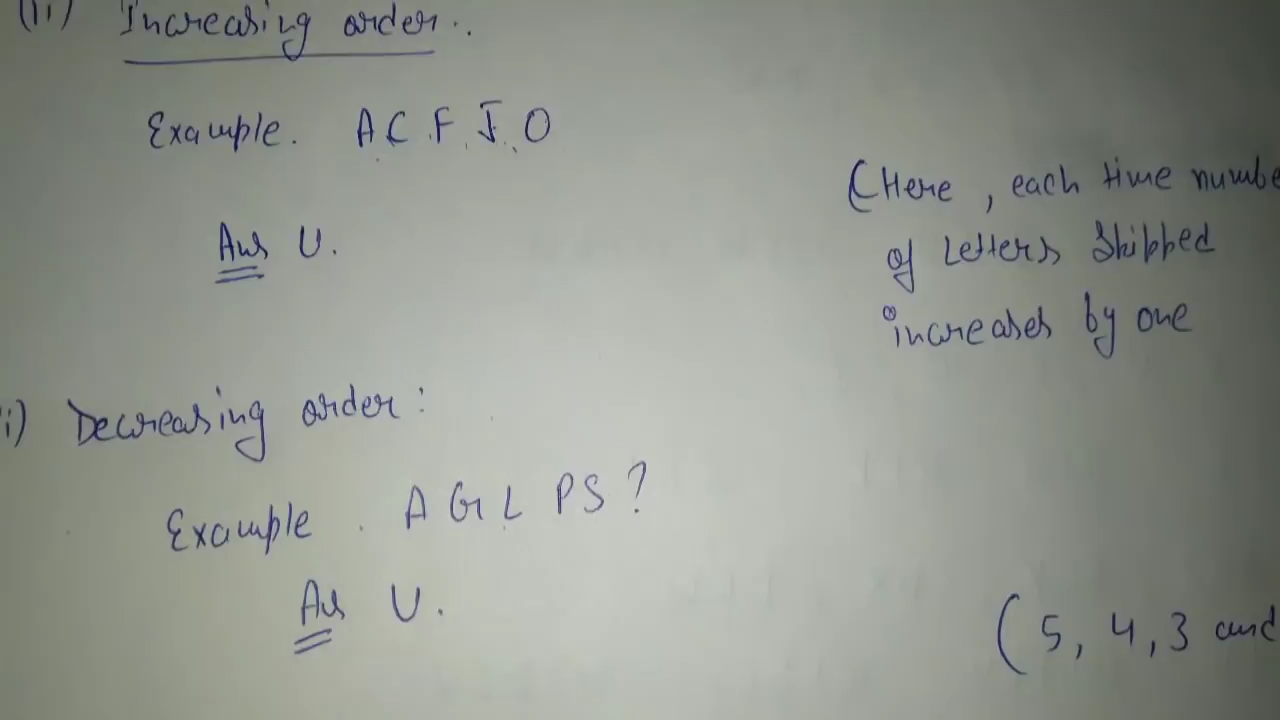 (ii) Increasing order..
Example. A C F J O
(Here, each time numbe
of Letters Skipped
increases by one
Ans U.
i) Decreasing order:
Example. A G L P S ?
Ans U.
(5, 4, 3 and